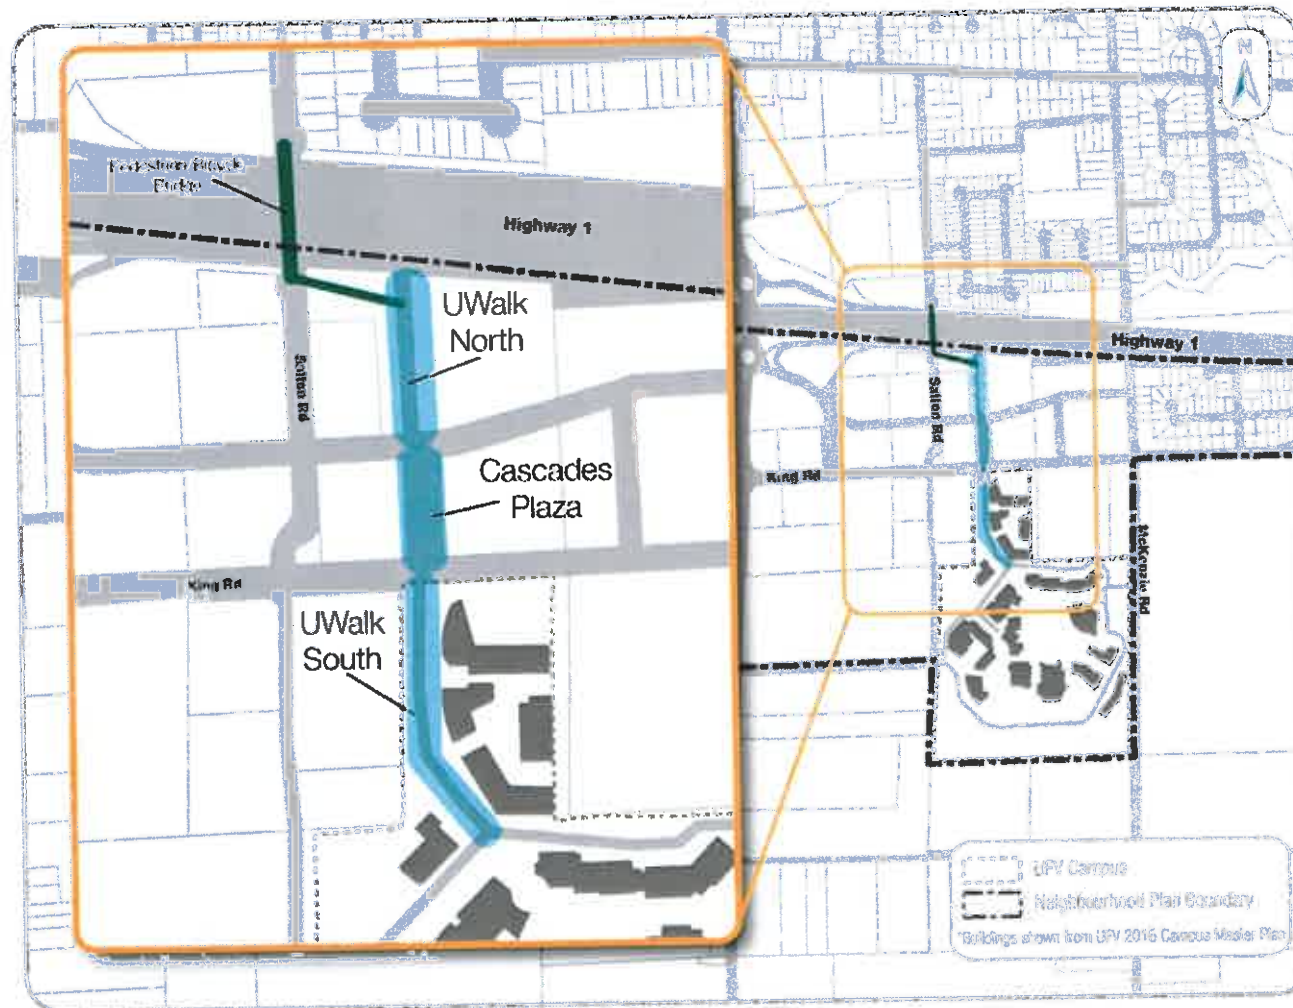 N
Pedestrian Bicycle
Bridge
Highway 1
UWalk
North
Salton Rd
Cascades
Plaza
King Rd
UWalk
South
Highway 1
Salton Rd
King Rd
McKenzie Rd
UFV Campus
Neighbourhood Plan Boundary
*Buildings shown from UFV 2016 Campus Master Plan